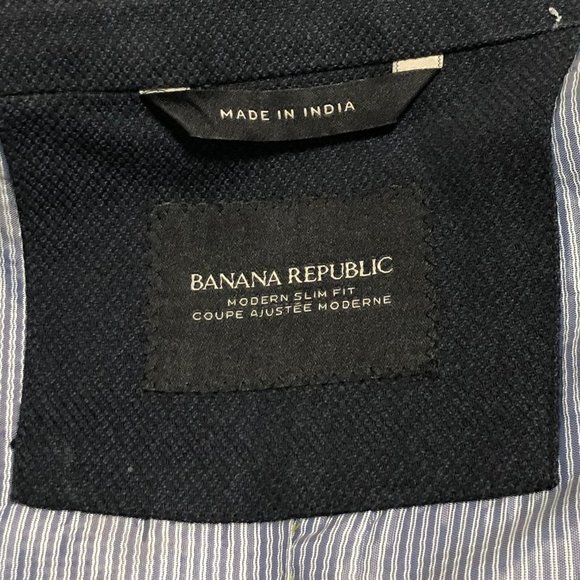 MADE IN INDIA
BANANA REPUBLIC
MODERN SLIM FIT
COUPE AJUSTÉE MODERNE